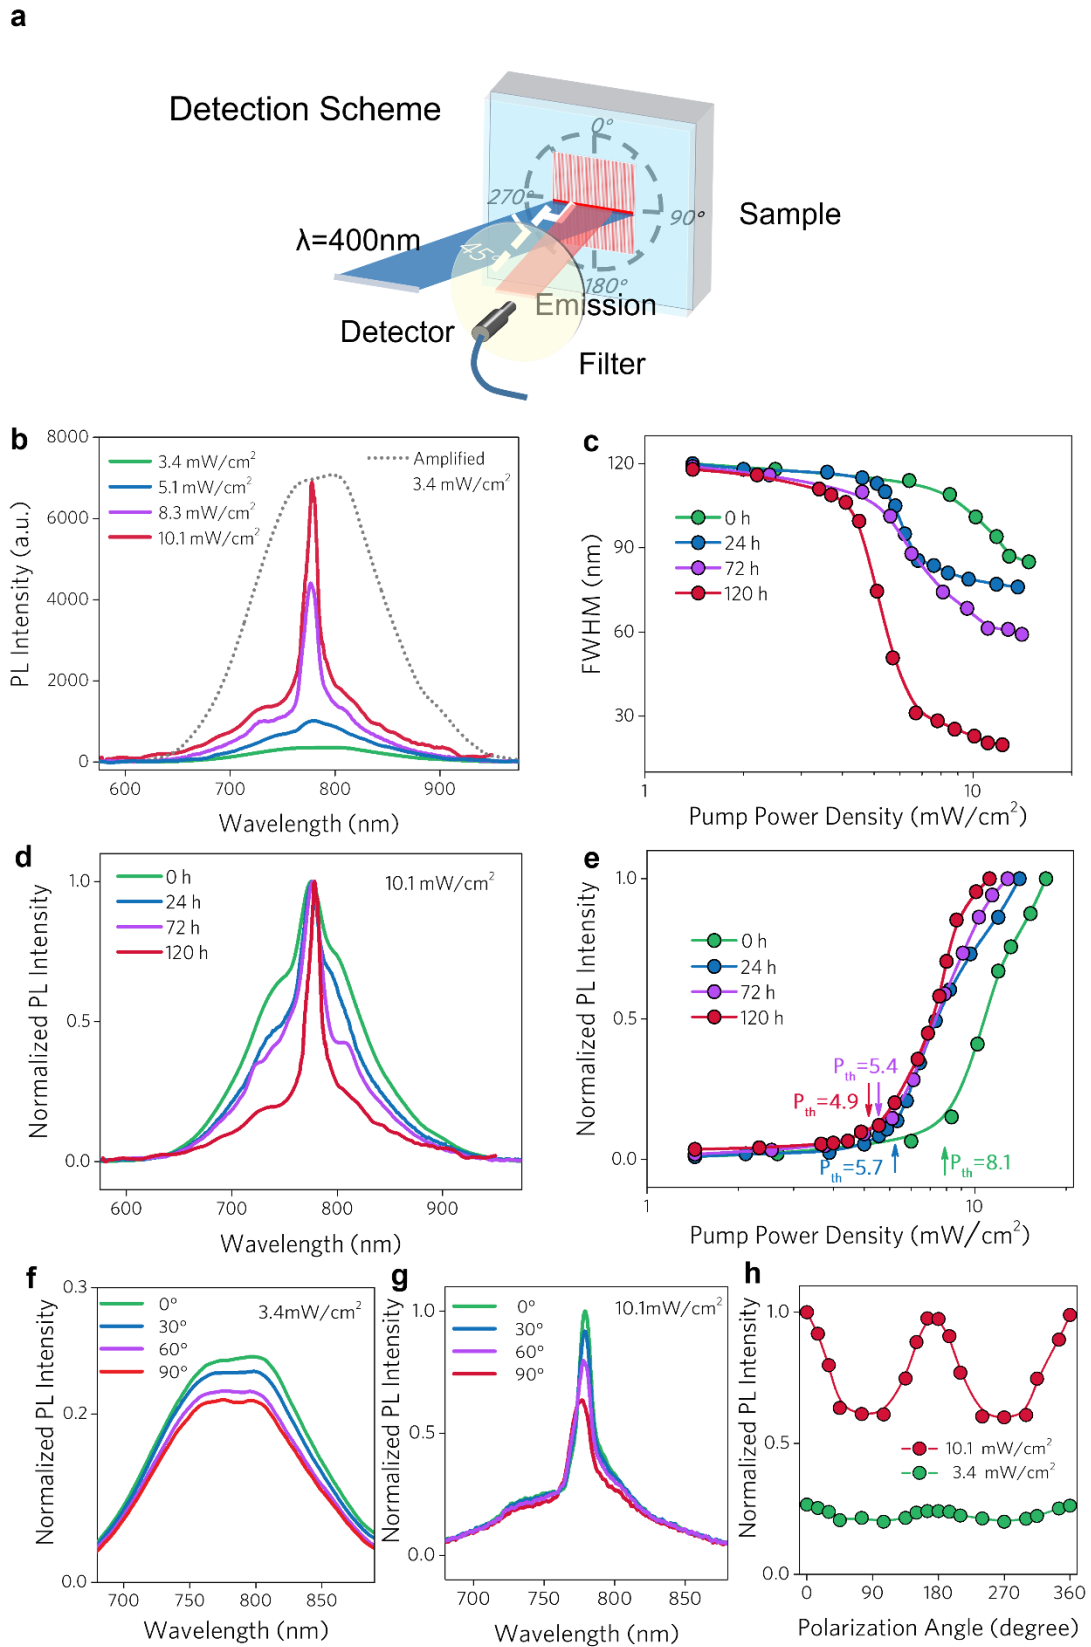 a
Detection Scheme
0°
270°
90°
Sample
λ=400nm
45°
180°
Emission
Detector
Filter
b
8000
6000
4000
2000
0
PL Intensity (a.u.)
3.4 mW/cm²
5.1 mW/cm²
8.3 mW/cm²
10.1 mW/cm²
Amplified
3.4 mW/cm²
600 700 800 900
Wavelength (nm)
c
120
90
60
30
FWHM (nm)
0 h
24 h
72 h
120 h
1 10
Pump Power Density (mW/cm²)
d
1.0
0.5
0.0
Normalized PL Intensity
0 h
24 h
72 h
120 h
10.1 mW/cm²
600 700 800 900
Wavelength (nm)
e
1.0
0.5
0.0
Normalized PL Intensity
0 h
24 h
72 h
120 h
Pth=5.4
Pth=4.9
Pth=5.7
Pth=8.1
1 10
Pump Power Density (mW/cm²)
f
0.3
0.2
0.0
Normalized PL Intensity
0°
30°
60°
90°
3.4mW/cm²
700 750 800 850
Wavelength (nm)
g
1.0
0.5
0.0
Normalized PL Intensity
0°
30°
60°
90°
10.1mW/cm²
700 750 800 850
Wavelength (nm)
h
1.0
0.5
0.0
Normalized PL Intensity
10.1 mW/cm²
3.4 mW/cm²
0 90 180 270 360
Polarization Angle (degree)